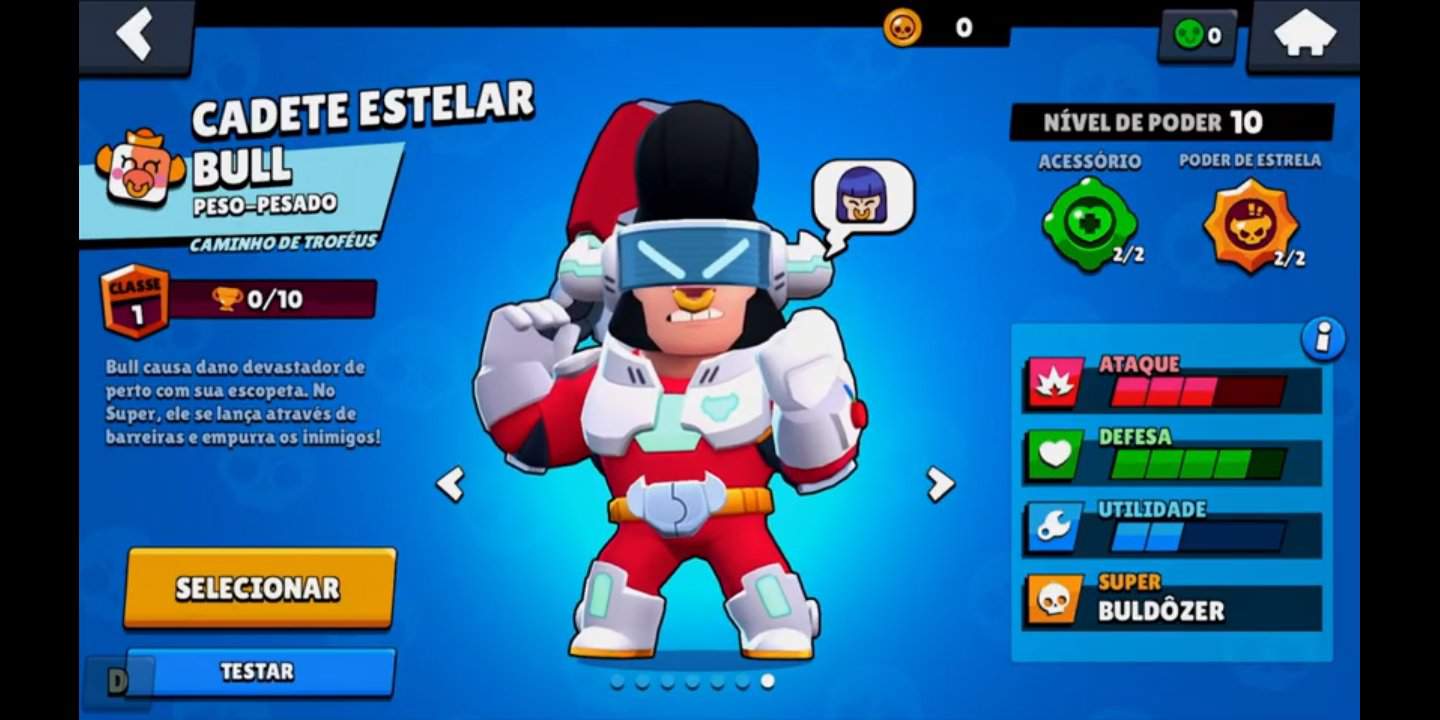 0
0
CADETE ESTELAR
BULL
PESO-PESADO
CAMINHO DE TROFÉUS
CLASSE
1
0/10
Bull causa dano devastador de
perto com sua escopeta. No
Super, ele se lança através de
barreiras e empurra os inimigos!
SELECIONAR
TESTAR
D
NÍVEL DE PODER 10
ACESSÓRIO
PODER DE ESTRELA
2/2
2/2
i
ATAQUE
DEFESA
UTILIDADE
SUPER
BULDÔZER